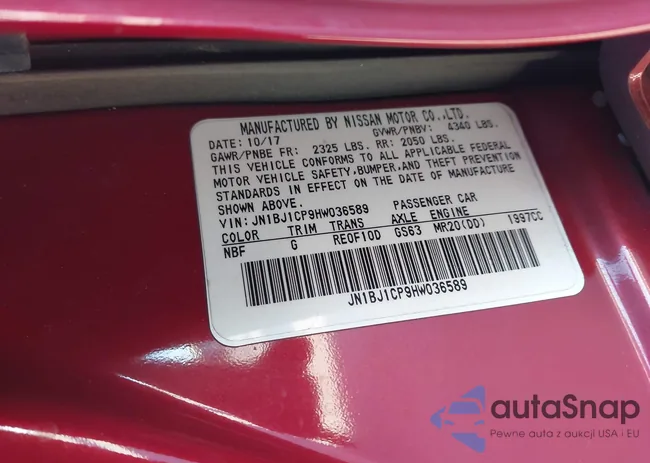 MANUFACTURED BY NISSAN MOTOR CO.,LTD.
DATE: 10/17 GVWR/PNBV: 4340 LBS.
GAWR/PNBE FR: 2325 LBS. RR: 2050 LBS.
THIS VEHICLE CONFORMS TO ALL APPLICABLE FEDERAL
MOTOR VEHICLE SAFETY,BUMPER,AND THEFT PREVENTION
STANDARDS IN EFFECT ON THE DATE OF MANUFACTURE
SHOWN ABOVE.
VIN: JN1BJ1CP9HW036589 PASSENGER CAR
COLOR TRIM TRANS AXLE ENGINE
NBF G RE0F10D GS63 MR20(DD) 1997CC
JN1BJ1CP9HW036589
autaSnap
Pewne auta z aukcji USA i EU